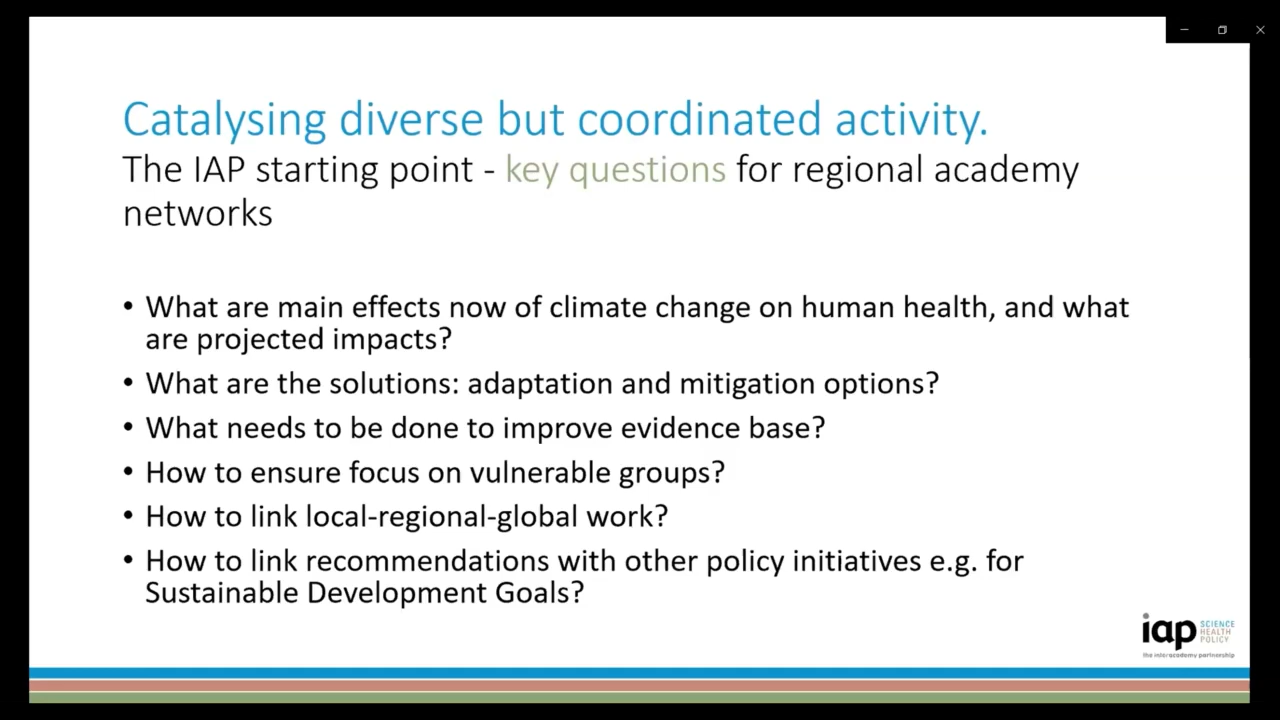 Catalysing diverse but coordinated activity.
The IAP starting point - key questions for regional academy
networks
• What are main effects now of climate change on human health, and what
are projected impacts?
• What are the solutions: adaptation and mitigation options?
• What needs to be done to improve evidence base?
• How to ensure focus on vulnerable groups?
• How to link local-regional-global work?
• How to link recommendations with other policy initiatives e.g. for
Sustainable Development Goals?
iap
SCIENCE
HEALTH
POLICY
the interacademy partnership